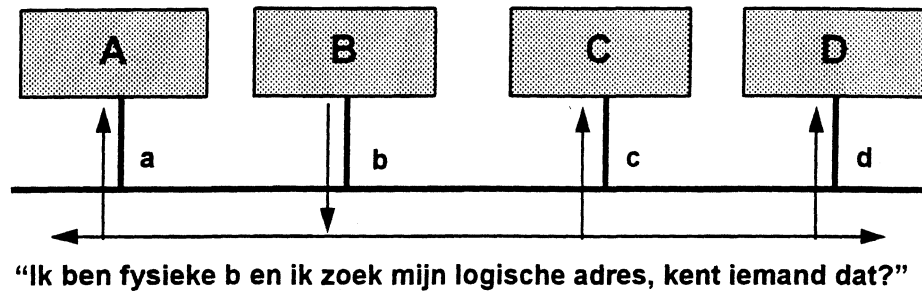 A B C D
a b c d
“Ik ben fysieke b en ik zoek mijn logische adres, kent iemand dat?”